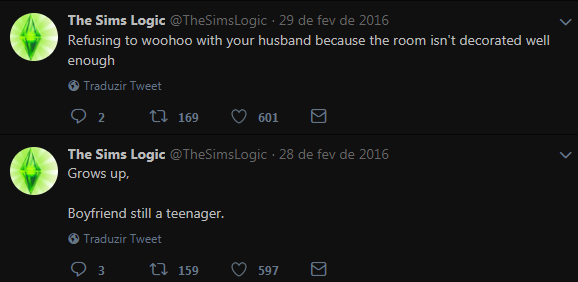 The Sims Logic @TheSimsLogic · 29 de fev de 2016
Refusing to woohoo with your husband because the room isn't decorated well
enough
Traduzir Tweet
2 169 601
The Sims Logic @TheSimsLogic · 28 de fev de 2016
Grows up,
Boyfriend still a teenager.
Traduzir Tweet
3 159 597